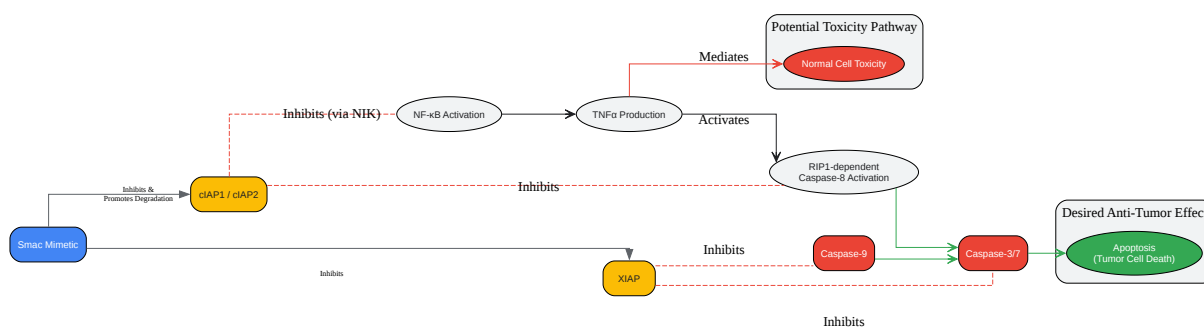 Potential Toxicity Pathway
Mediates
Normal Cell Toxicity
Inhibits (via NIK)
NF-κB Activation
TNFα Production
Activates
RIP1-dependent
Caspase-8 Activation
Inhibits &
Promotes Degradation
cIAP1 / cIAP2
Inhibits
Desired Anti-Tumor Effec
Smac Mimetic
Inhibits
Caspase-9
Caspase-3/7
Apoptosis
(Tumor Cell Death)
Inhibits
XIAP
Inhibits